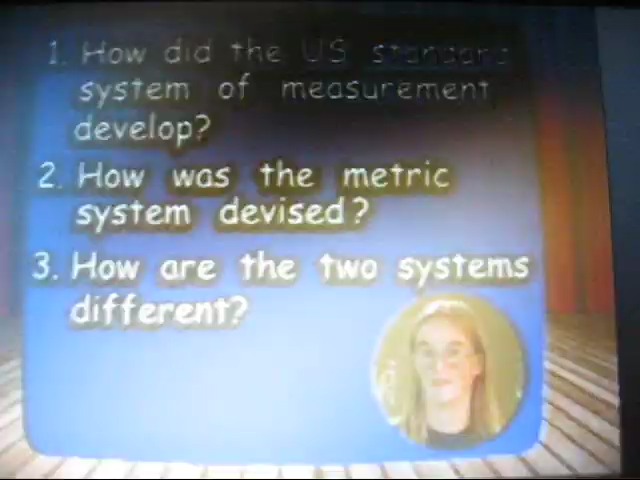 1. How did the US standard
system of measurement
develop?
2. How was the metric
system devised?
3. How are the two systems
different?